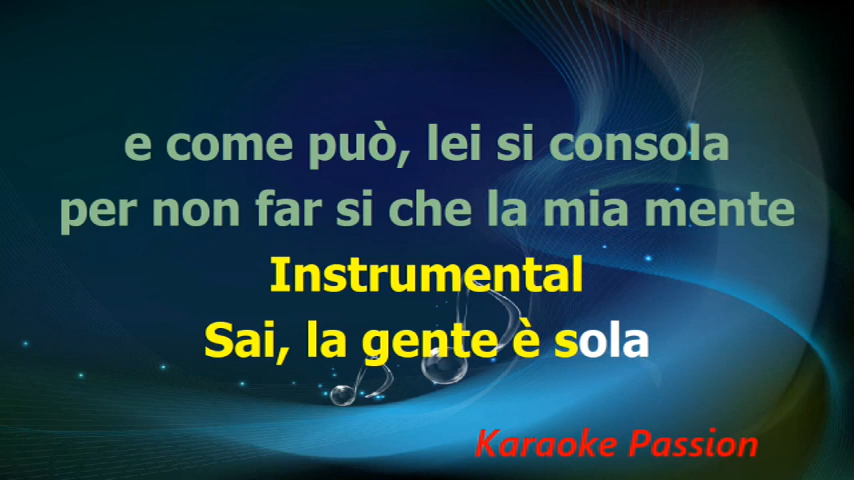 e come può, lei si consola
per non far si che la mia mente
Instrumental
Sai, la gente è sola
Karaoke Passion